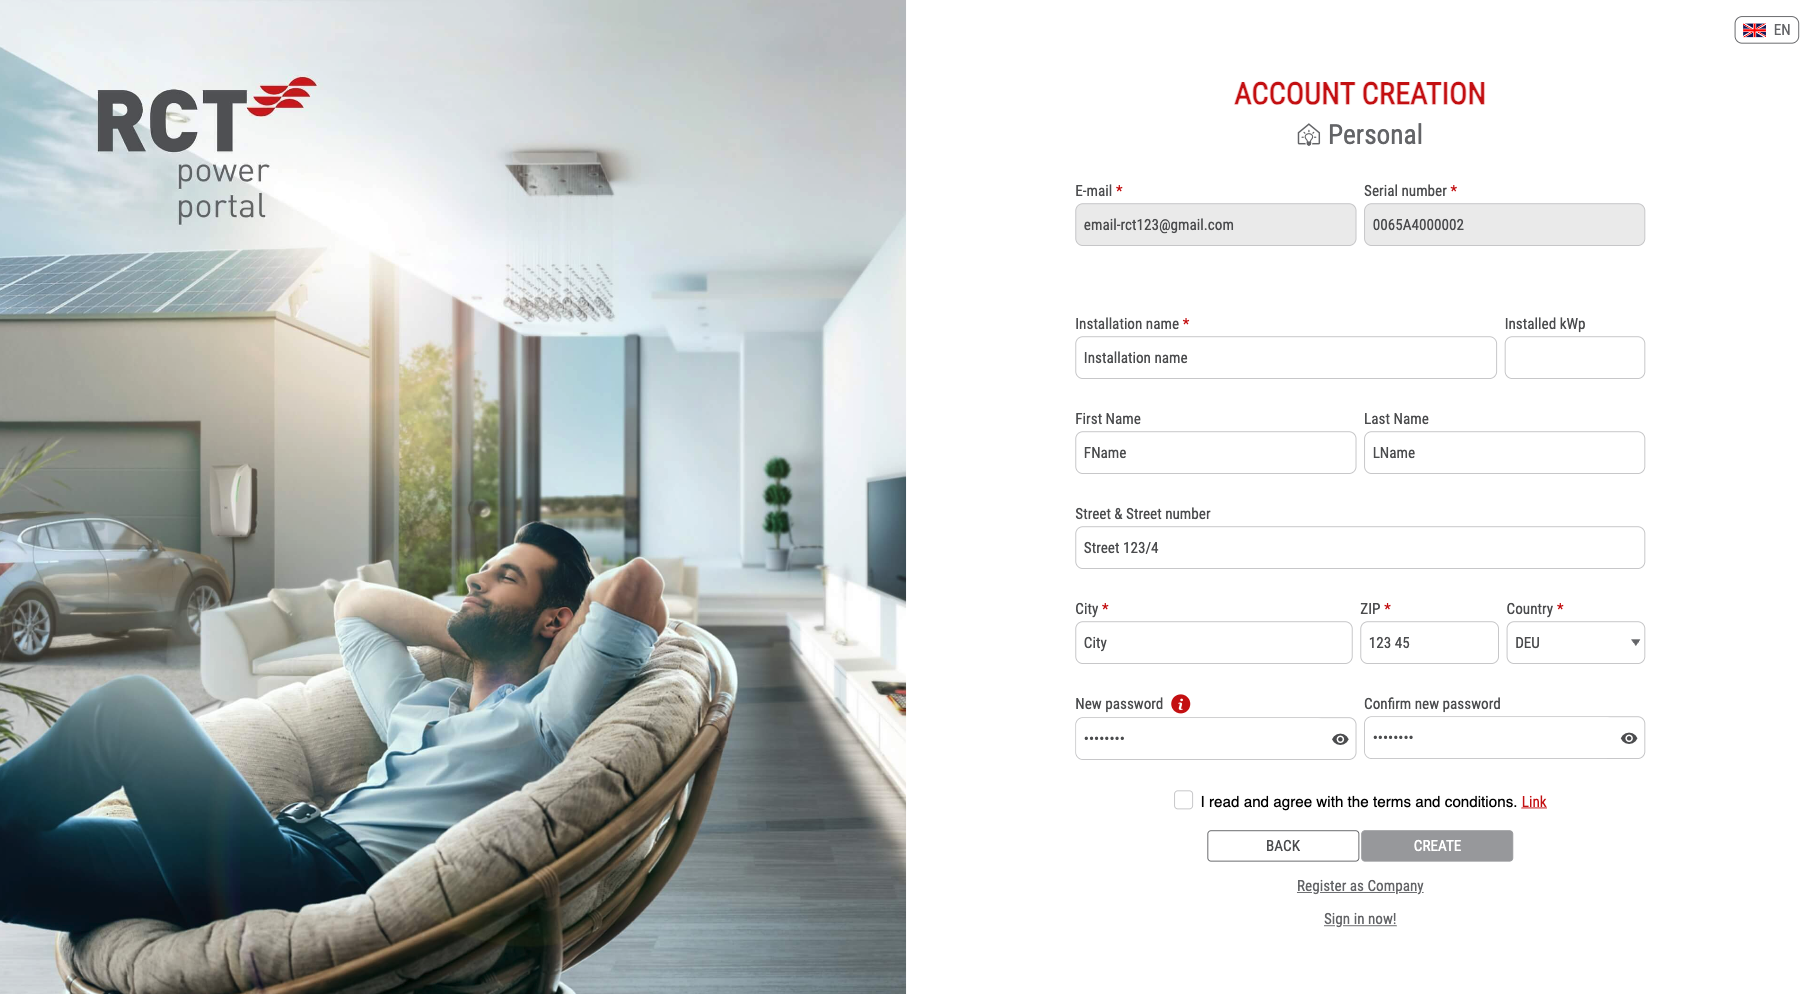 EN
RCT
power
portal
ACCOUNT CREATION
Personal
E-mail * Serial number *
email-rct123@gmail.com 0065A4000002
Installation name * Installed kWp
Installation name
First Name Last Name
FName LName
Street & Street number
Street 123/4
City * ZIP * Country *
City 123 45 DEU
New password i Confirm new password
•••••••• ••••••••
I read and agree with the terms and conditions. Link
BACK CREATE
Register as Company
Sign in now!